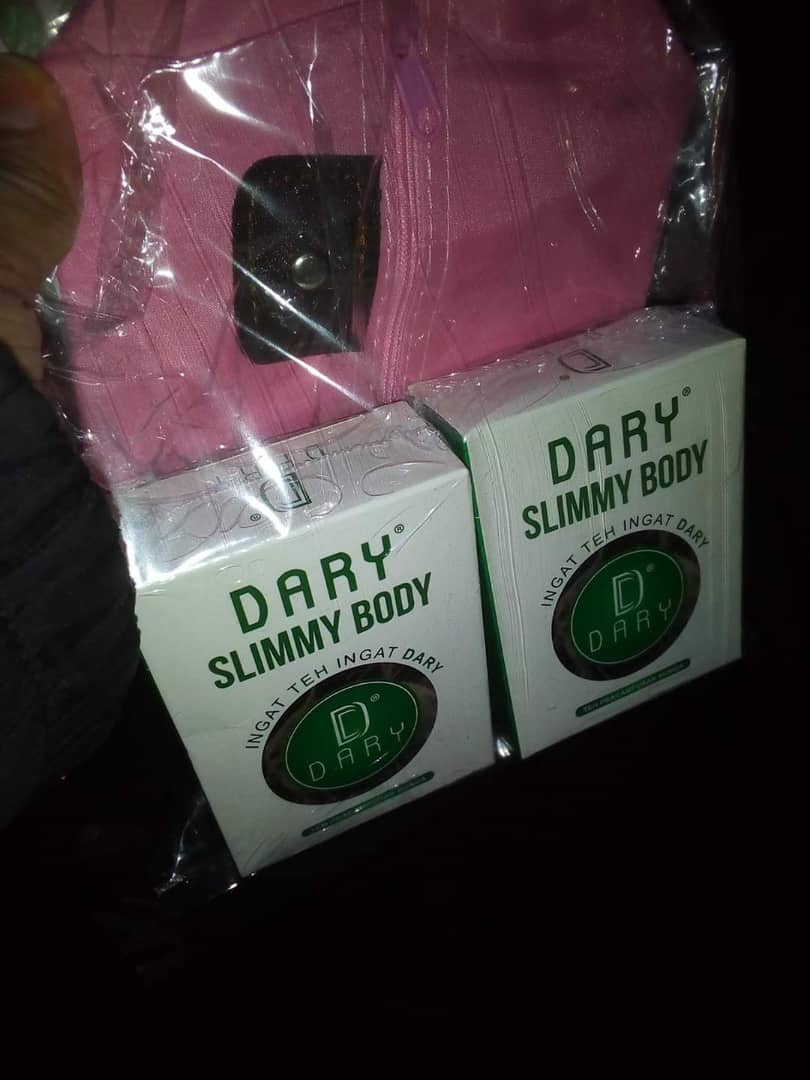 D®
DARY®
SLIMMY BODY
INGAT TEH INGAT DARY
D®
DARY
D
DARY®
SLIMMY BODY
INGAT TEH INGAT DARY
D®
DARY